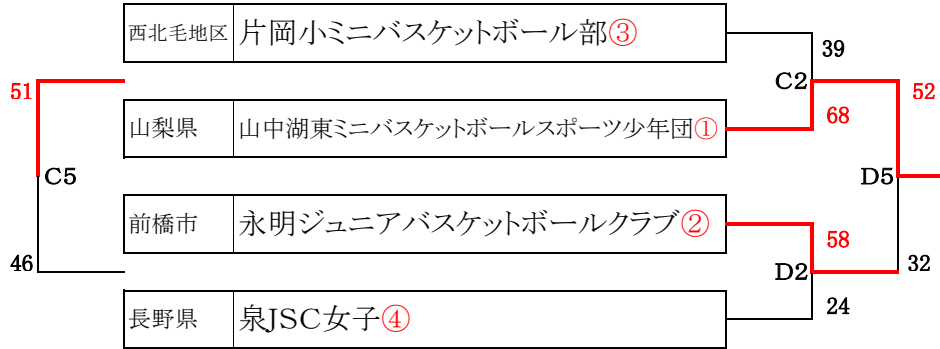 西北毛地区 片岡小ミニバスケットボール部③
39
51
C2
52
山梨県 山中湖東ミニバスケットボールスポーツ少年団①
68
C5
D5
前橋市 永明ジュニアバスケットボールクラブ②
58
46
D2
32
長野県 泉JSC女子④
24